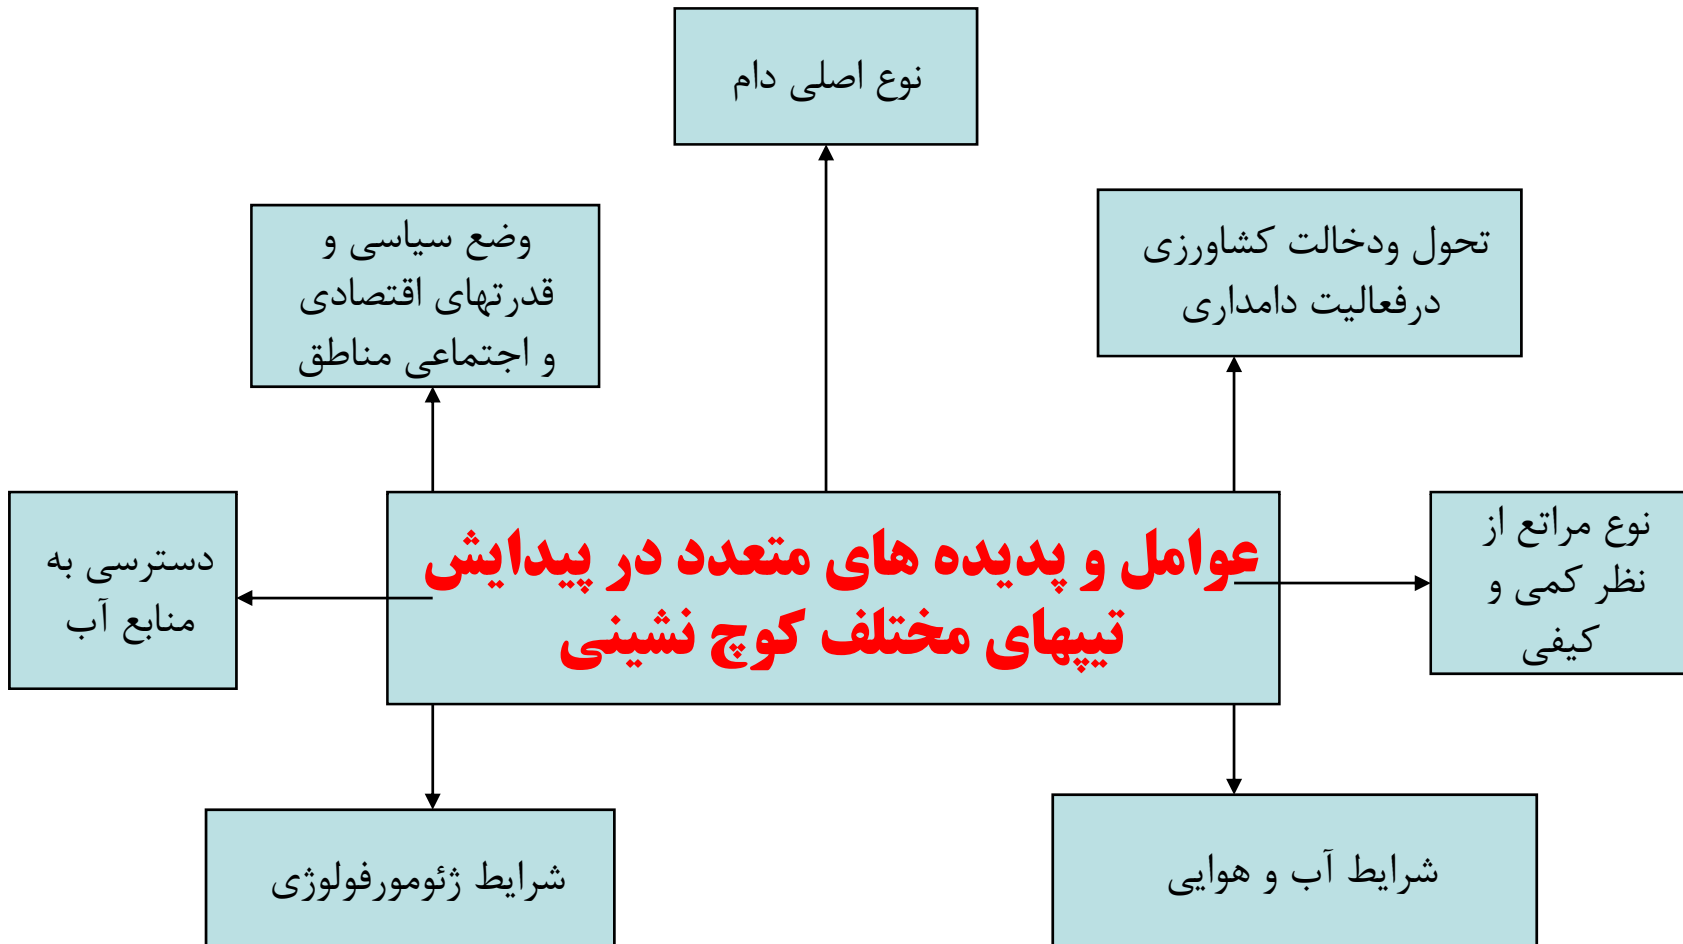 نوع اصلی دام
تحول ودخالت کشاورزی
درفعالیت دامداری
وضع سیاسی و
قدرتهای اقتصادی
و اجتماعی مناطق
عوامل و پدیده های متعدد در پیدایش
تیپهای مختلف کوچ نشینی
نوع مراتع از
نظر کمی و
کیفی
دسترسی به
منابع آب
شرایط آب و هوایی
شرایط ژئومورفولوژی